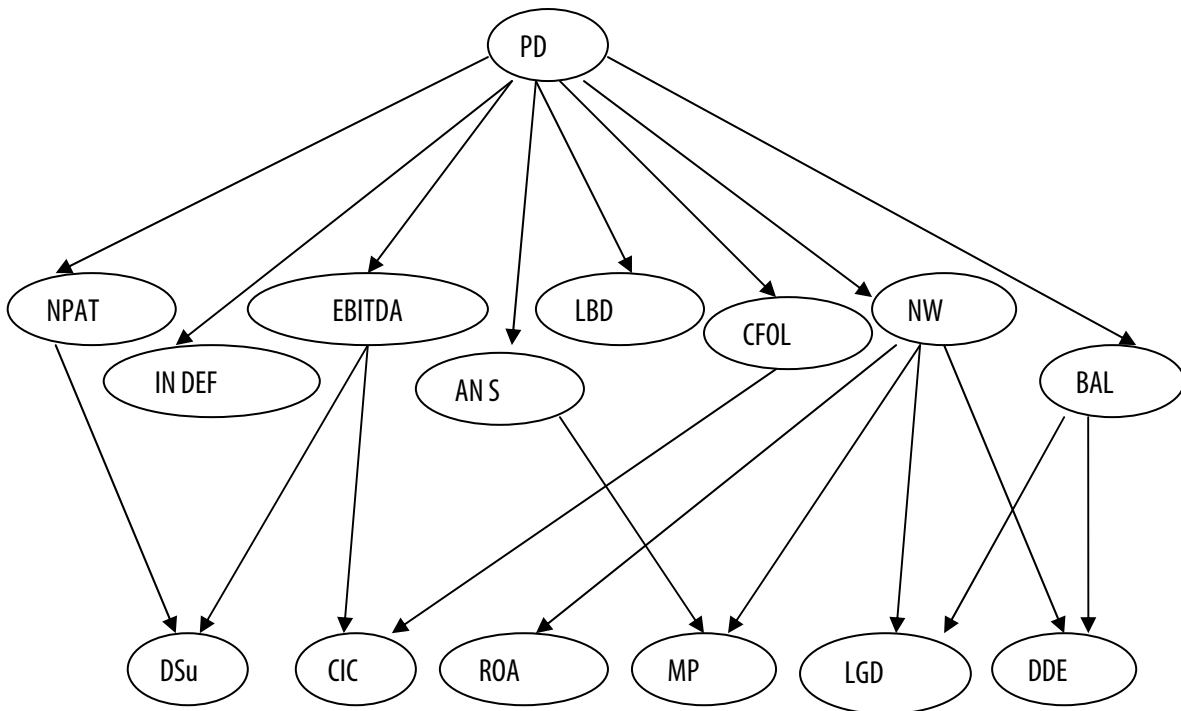 PD
NPAT
EBITDA
LBD
NW
CFOL
IN DEF
AN S
BAL
DSu
CIC
ROA
MP
LGD
DDE